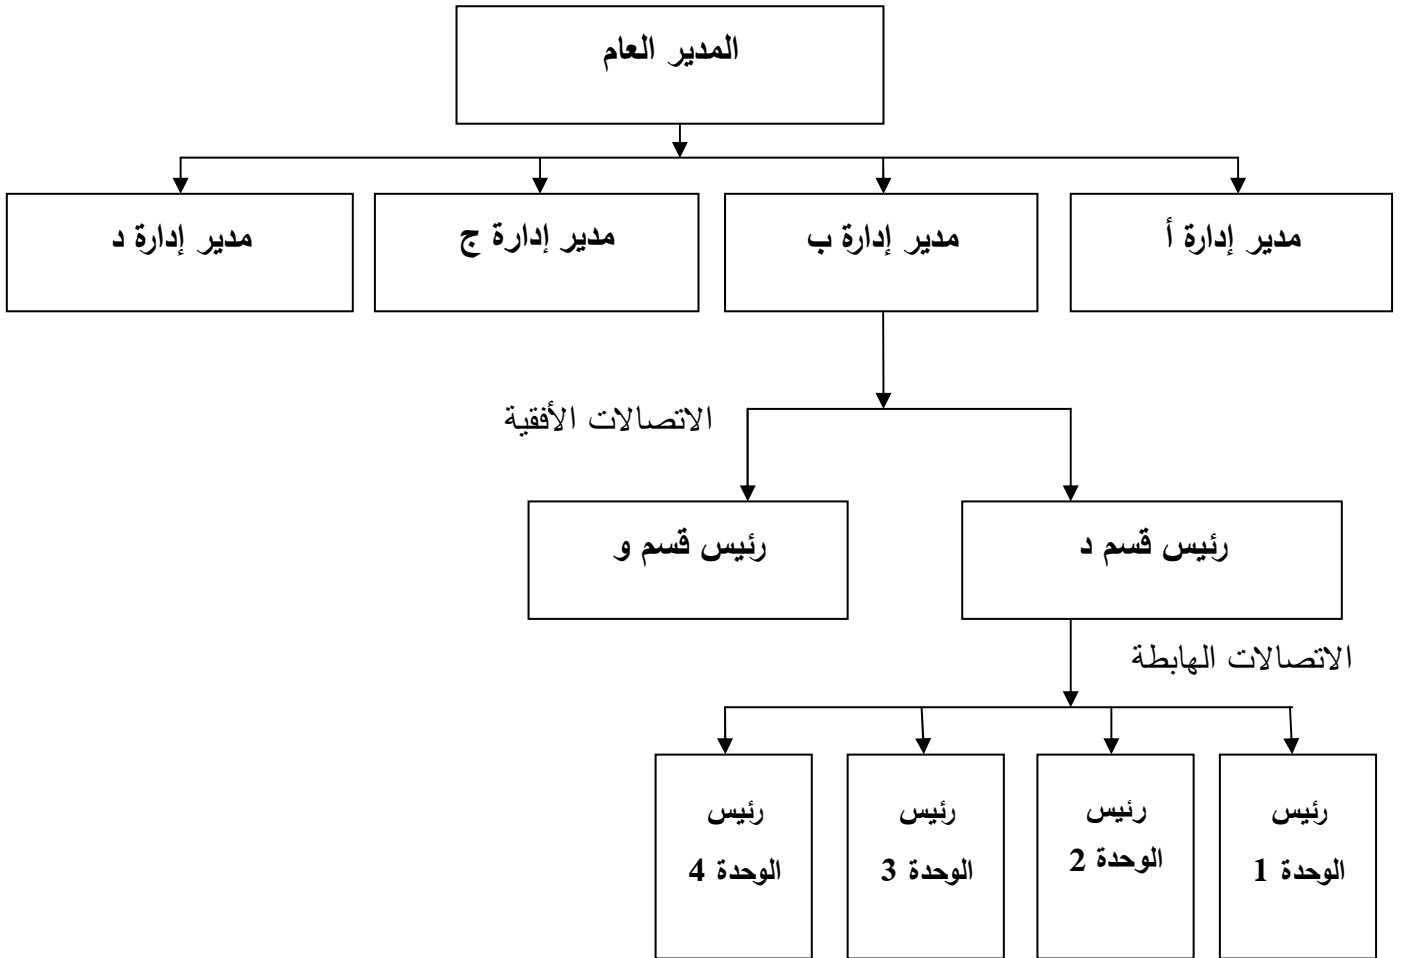 المدير العام
مدير إدارة أ
مدير إدارة ب
مدير إدارة ج
مدير إدارة د
الاتصالات الأفقية
رئيس قسم د
رئيس قسم و
الاتصالات الهابطة
رئيس
الوحدة 1
رئيس
الوحدة 2
رئيس
الوحدة 3
رئيس
الوحدة 4